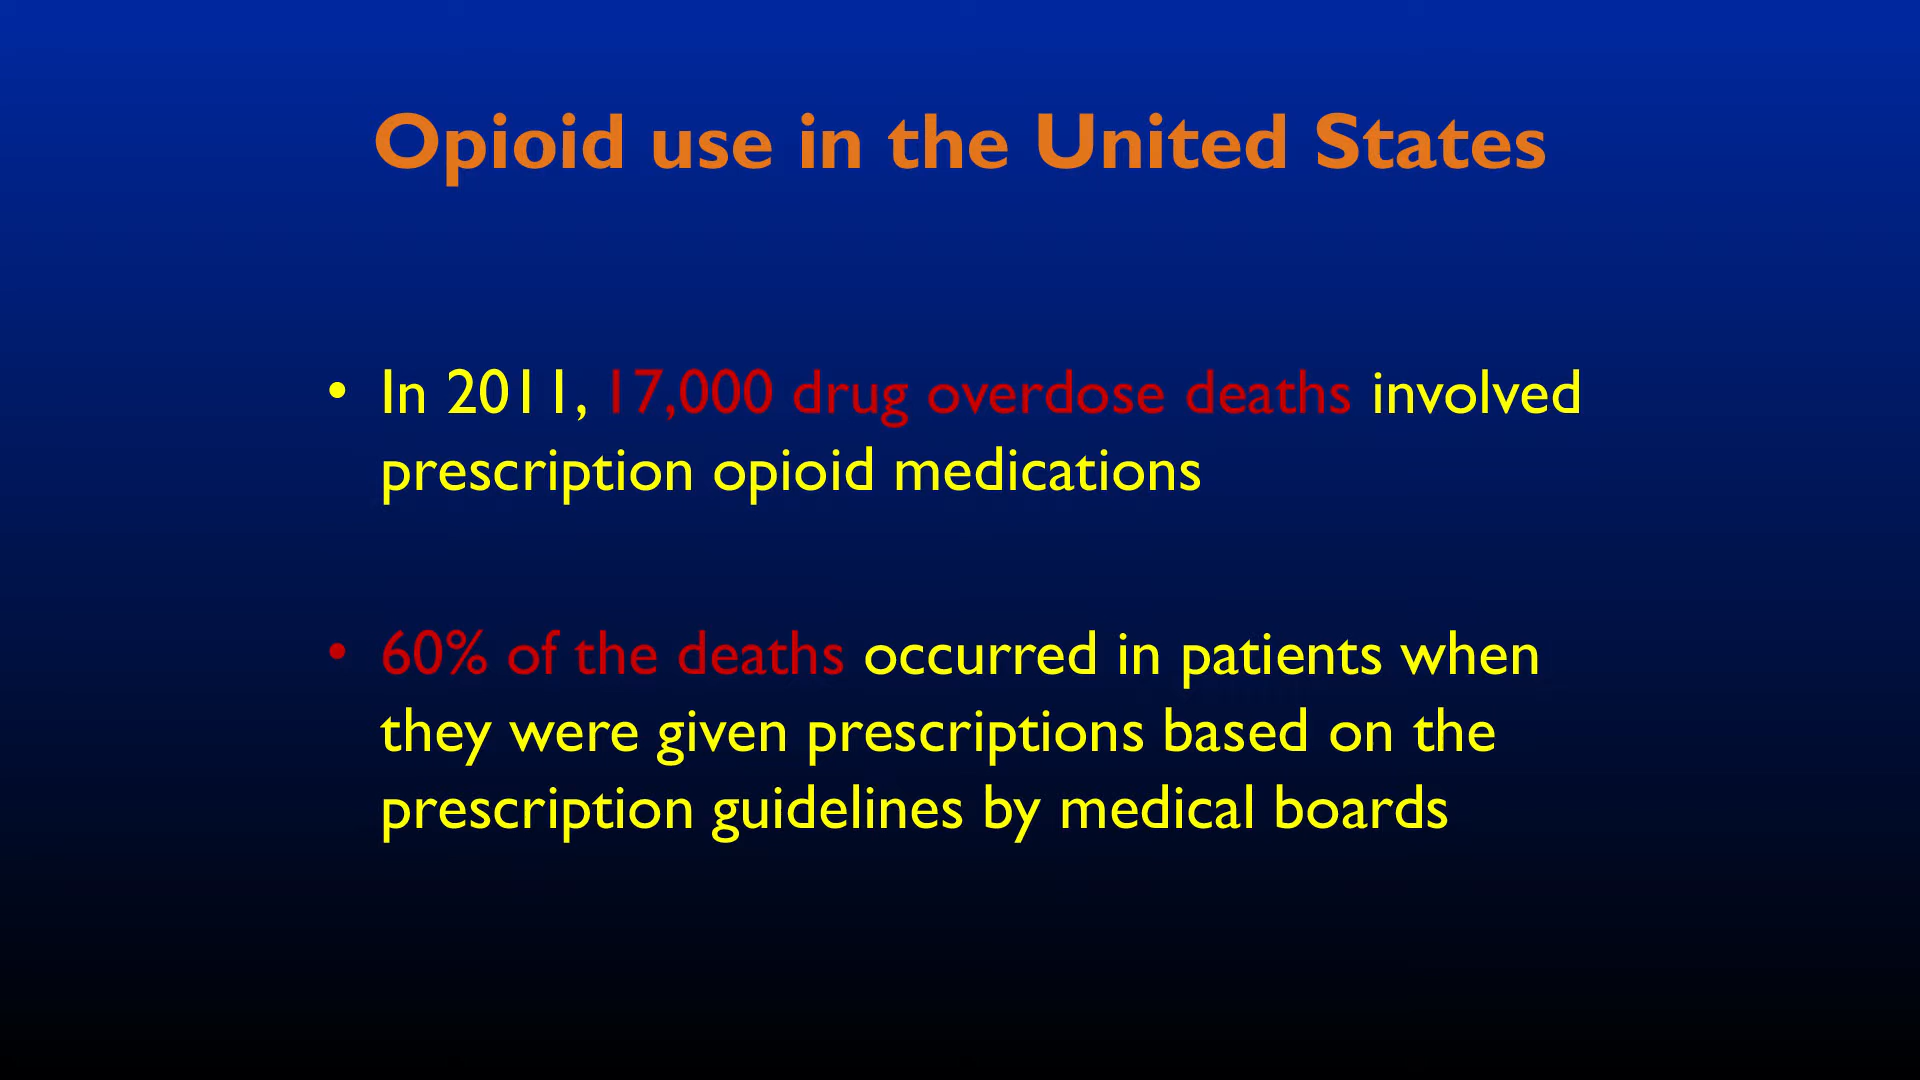 Opioid use in the United States
• In 2011, 17,000 drug overdose deaths involved
prescription opioid medications
• 60% of the deaths occurred in patients when
they were given prescriptions based on the
prescription guidelines by medical boards